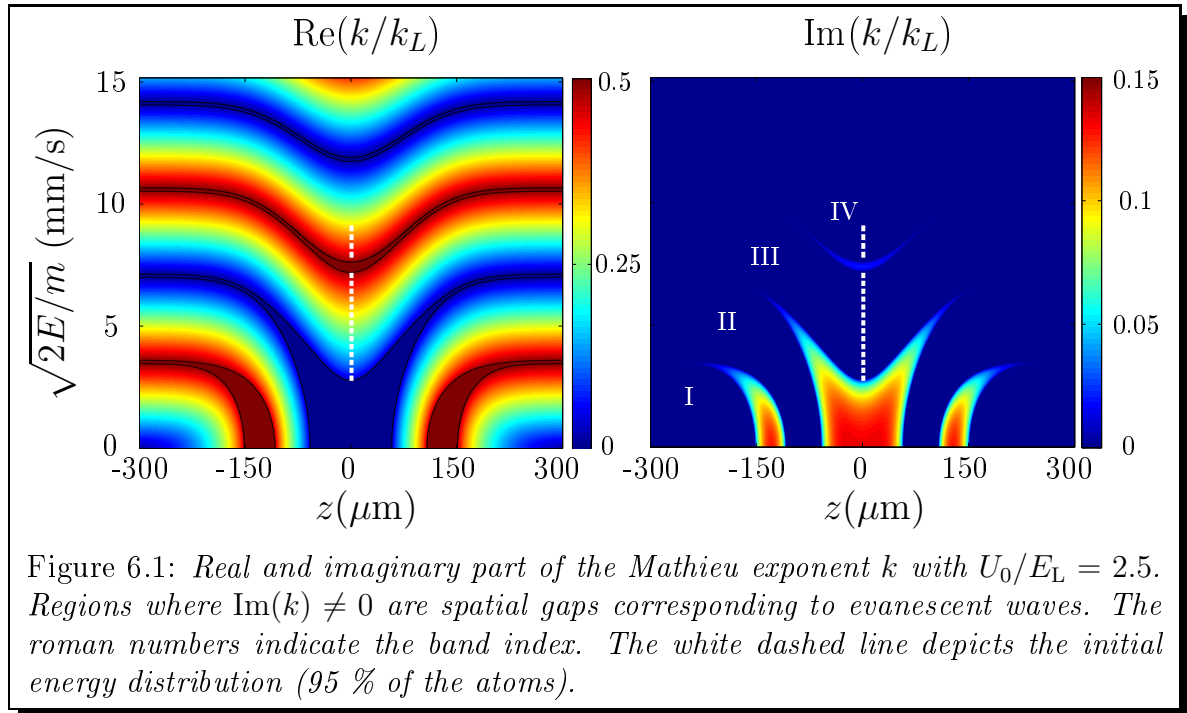 Re(k/k_L)
Im(k/k_L)
√2E/m (mm/s)
15
10
5
0
-300 -150 0 150 300
z(μm)
0.5
0.25
0
IV
III
II
I
-300 -150 0 150 300
z(μm)
0.15
0.1
0.05
0
Figure 6.1: Real and imaginary part of the Mathieu exponent k with U₀/E_L = 2.5.
Regions where Im(k) ≠ 0 are spatial gaps corresponding to evanescent waves. The
roman numbers indicate the band index. The white dashed line depicts the initial
energy distribution (95 % of the atoms).